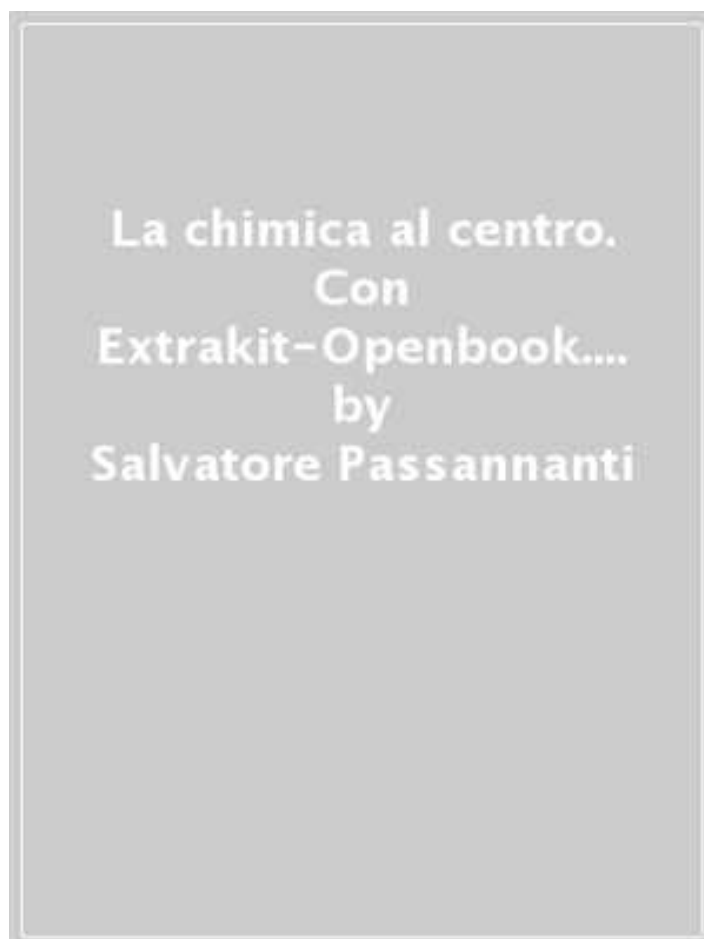 La chimica al centro.
Con
Extrakit-Openbook....
by
Salvatore Passannanti